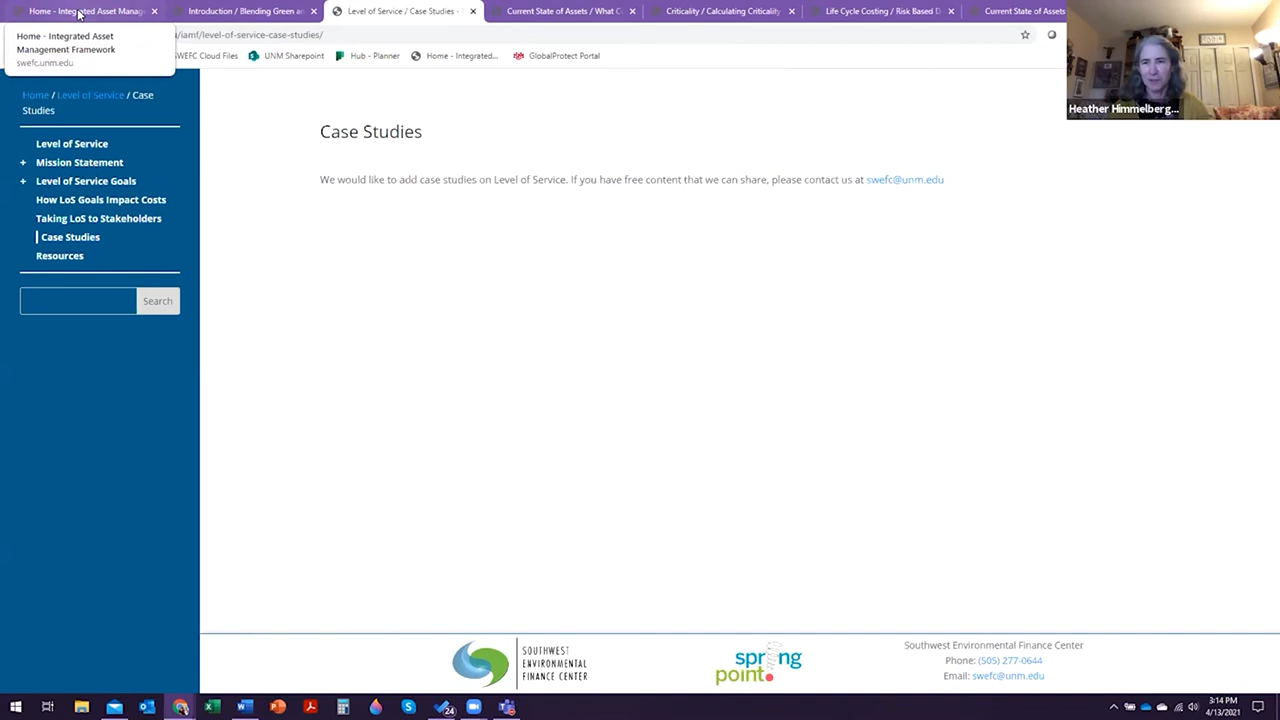 Home - Integrated Asset Manag
Introduction / Blending Green an
Level of Service / Case Studies -
Current State of Assets / What C
Criticality / Calculating Criticality
Life Cycle Costing / Risk Based D
Current State of Assets
Home - Integrated Asset
Management Framework
swefc.unm.edu
/iamf/level-of-service-case-studies/
SWEFC Cloud Files
UNM Sharepoint
Hub - Planner
Home - Integrated...
GlobalProtect Portal
Heather Himmelberg...
Home / Level of Service / Case
Studies
Level of Service
+ Mission Statement
+ Level of Service Goals
How LoS Goals Impact Costs
Taking LoS to Stakeholders
Case Studies
Resources
Search
Case Studies
We would like to add case studies on Level of Service. If you have free content that we can share, please contact us at swefc@unm.edu
SOUTHWEST
ENVIRONMENTAL
FINANCE CENTER
spring
point
Southwest Environmental Finance Center
Phone: (505) 277-0644
Email: swefc@unm.edu
24
3:14 PM
4/13/2021